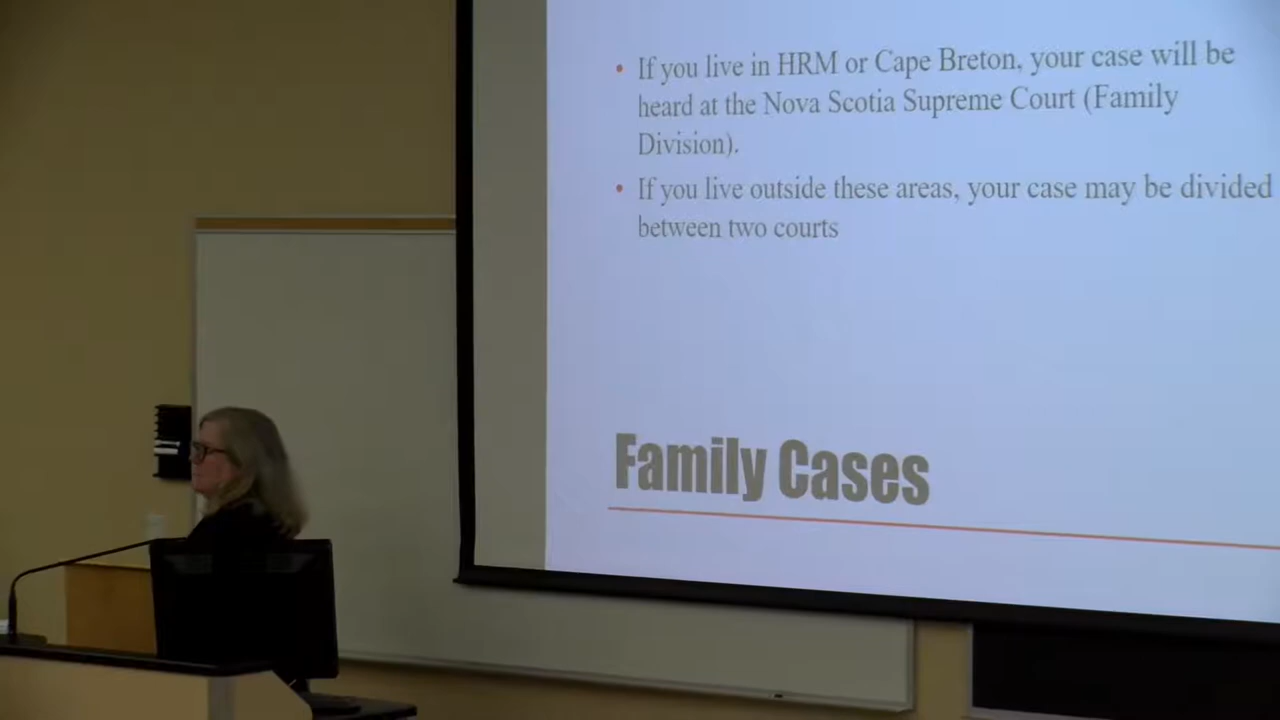 • If you live in HRM or Cape Breton, your case will be
heard at the Nova Scotia Supreme Court (Family
Division).
• If you live outside these areas, your case may be divided
between two courts
Family Cases